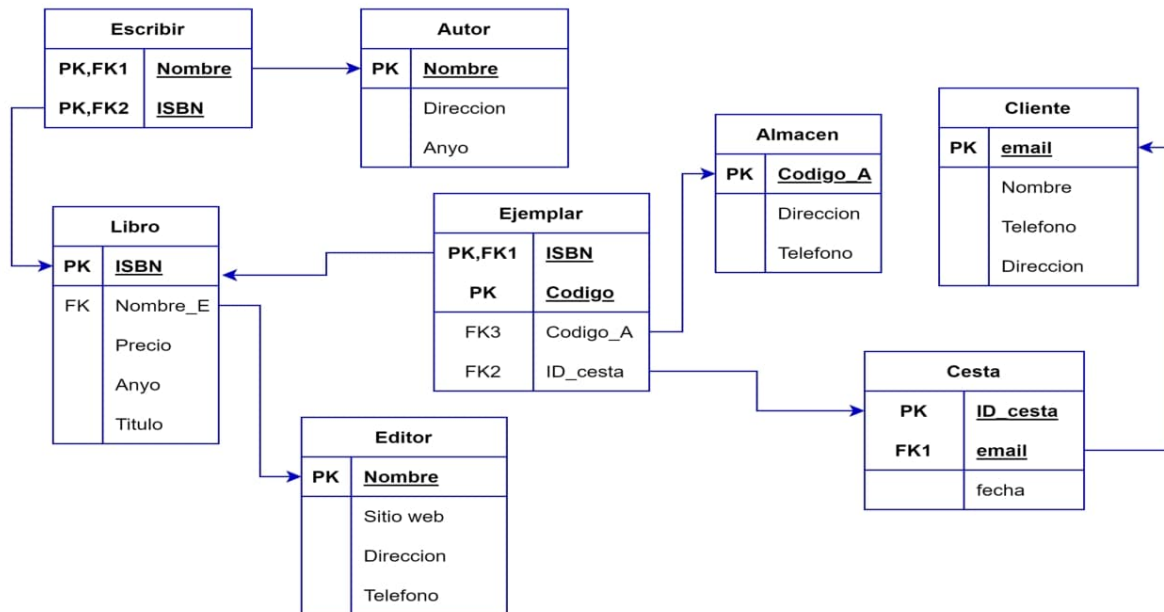 Escribir
PK,FK1 Nombre
PK,FK2 ISBN
Autor
PK Nombre
Direccion
Anyo
Almacen
PK Codigo_A
Direccion
Telefono
Cliente
PK email
Nombre
Telefono
Direccion
Libro
PK ISBN
FK Nombre_E
Precio
Anyo
Titulo
Ejemplar
PK,FK1 ISBN
PK Codigo
FK3 Codigo_A
FK2 ID_cesta
Cesta
PK ID_cesta
FK1 email
fecha
Editor
PK Nombre
Sitio web
Direccion
Telefono